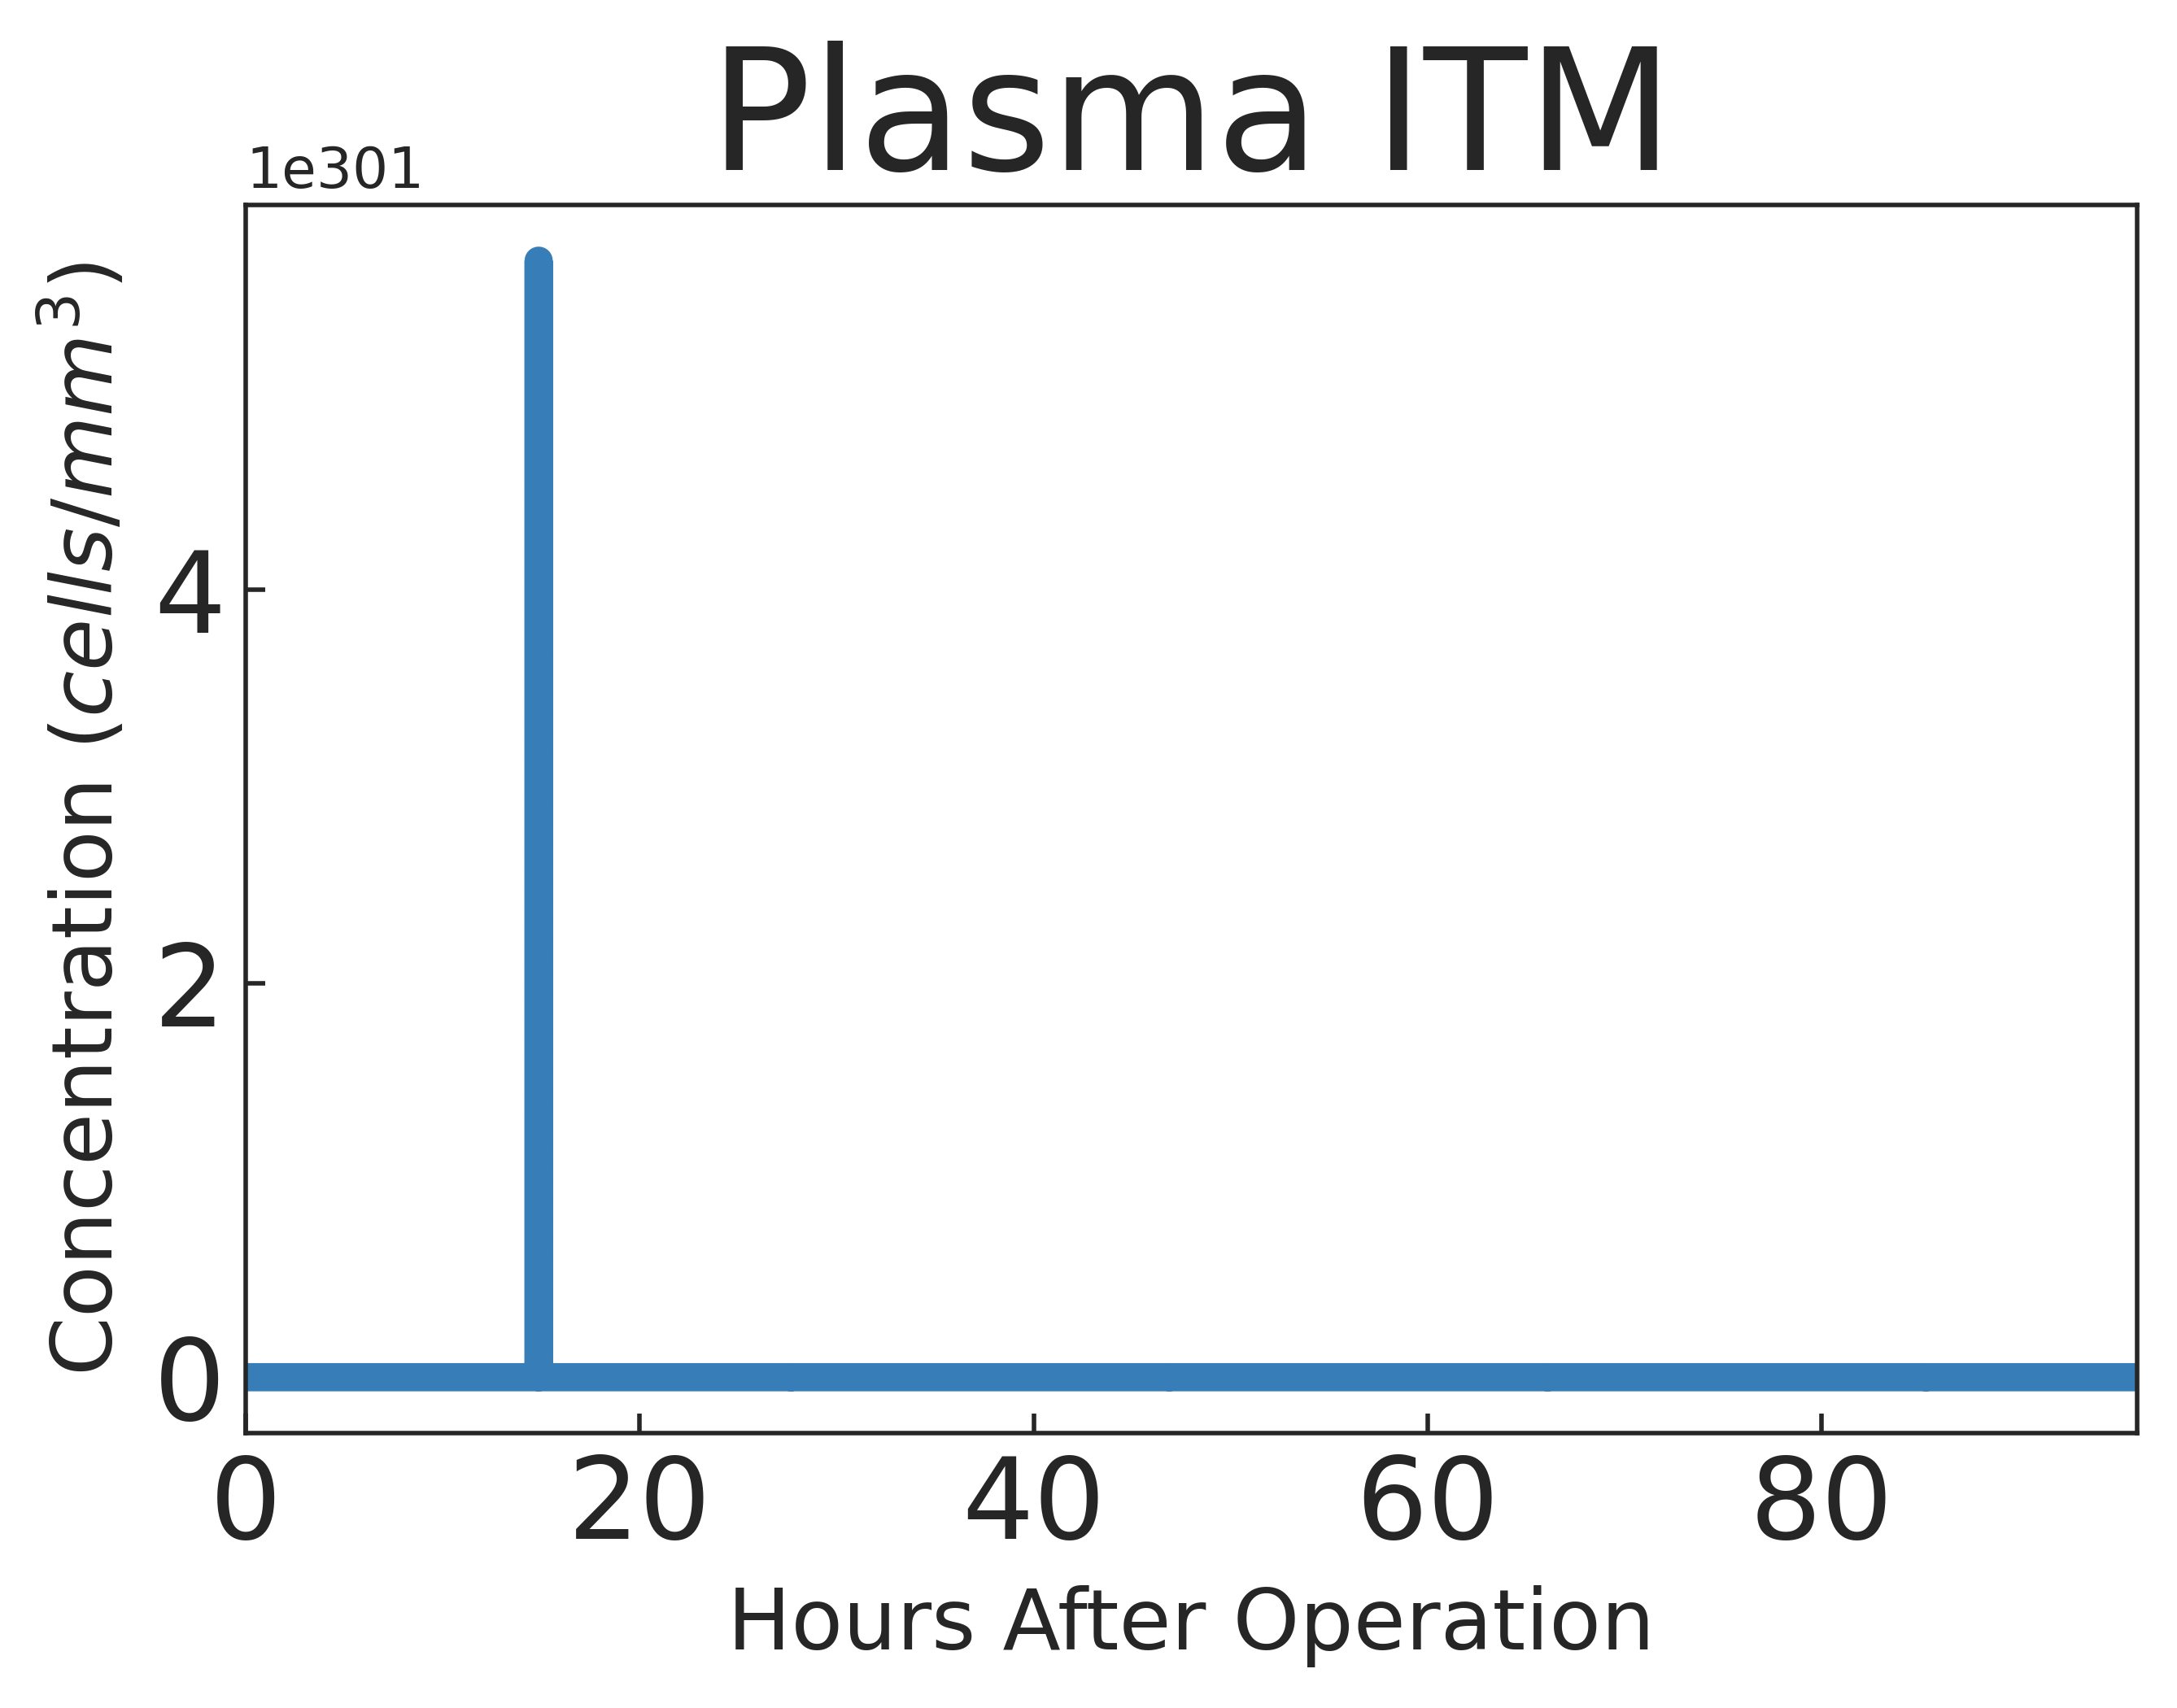 Plasma ITM
1e301
Concentration (cells/mm³)
4
2
0
0 20 40 60 80
Hours After Operation